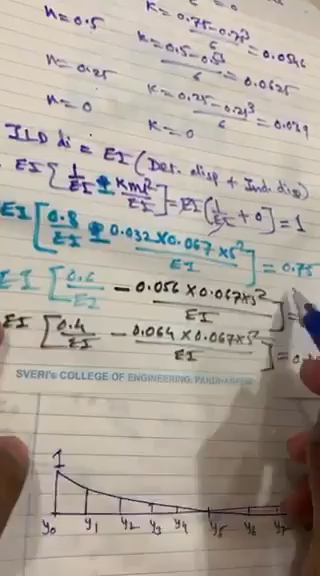 n=0.5 K = 0.75-0.75³/6 = 0.0546
K = 0.5-0.5³/6 = 0.0625
n=0.25 K = 0.25-0.25³/6 = 0.039
n=0 K = 0
ILD di = EI (Det. disp + Ind. dis)
EI [1/EI ± Kml²/EI] = EI (1/EI + 0) = 1
EI [0.8/EI ± 0.032×0.067×5²/EI] = 0.75
EI [0.6/EI - 0.056×0.067×5²/EI] =
EI [0.4/EI - 0.064×0.067×5²/EI] = 0.
SVERI's COLLEGE OF ENGINEERING, PANDHARPUR
1
y₀ y₁ y₂ y₃ y₄ y₅ y₆ y₇